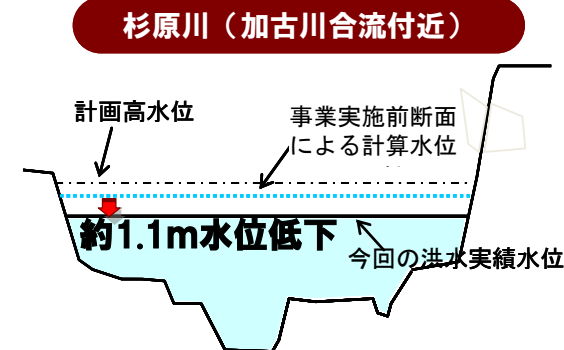 杉原川（加古川合流付近）
計画高水位
事業実施前断面
による計算水位
約1.1m水位低下
今回の洪水実績水位